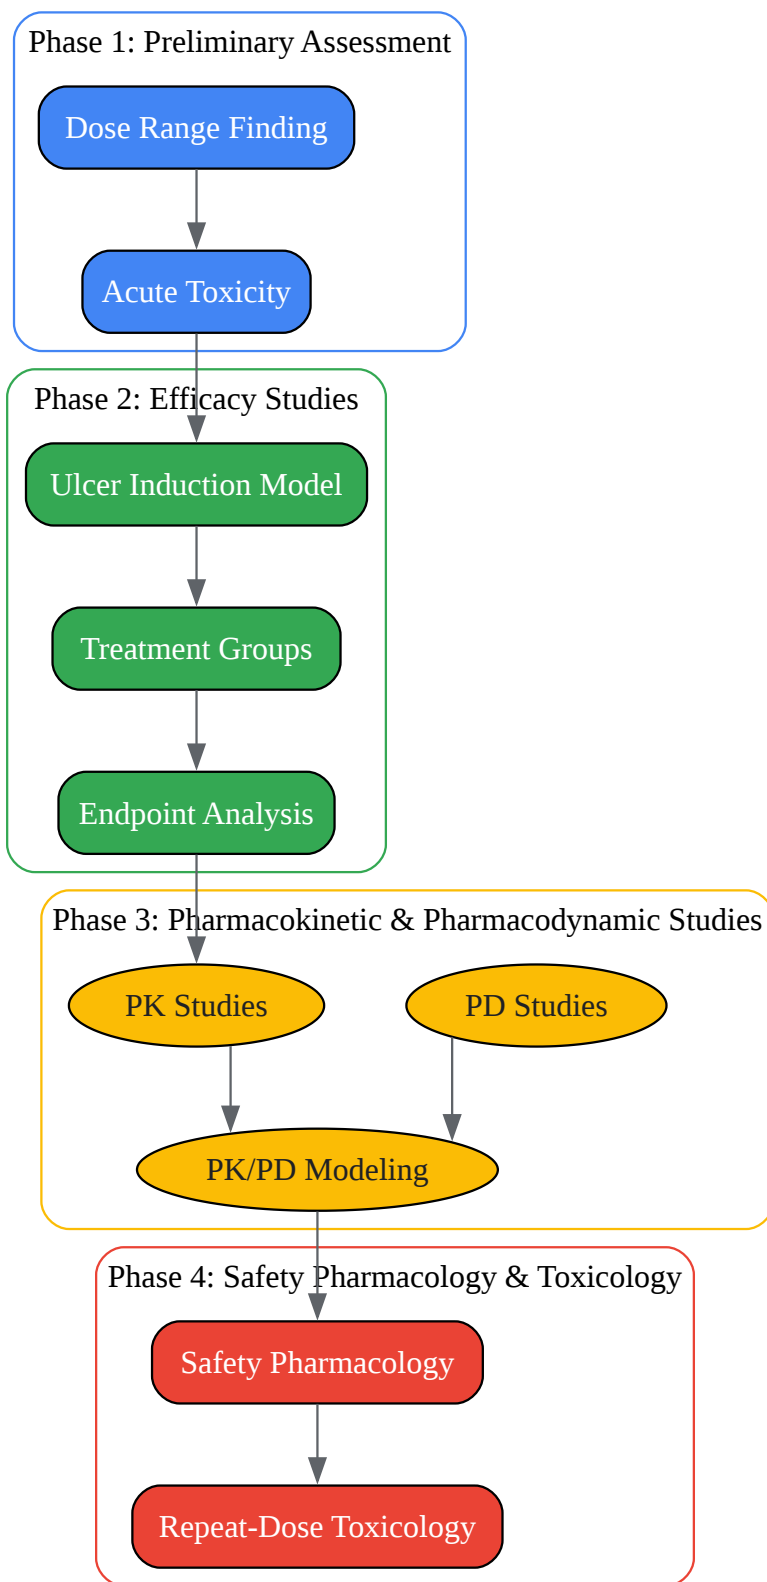 Phase 1: Preliminary Assessment
Dose Range Finding
Acute Toxicity
Phase 2: Efficacy Studies
Ulcer Induction Model
Treatment Groups
Endpoint Analysis
Phase 3: Pharmacokinetic & Pharmacodynamic Studies
PK Studies
PD Studies
PK/PD Modeling
Phase 4: Safety Pharmacology & Toxicology
Safety Pharmacology
Repeat-Dose Toxicology